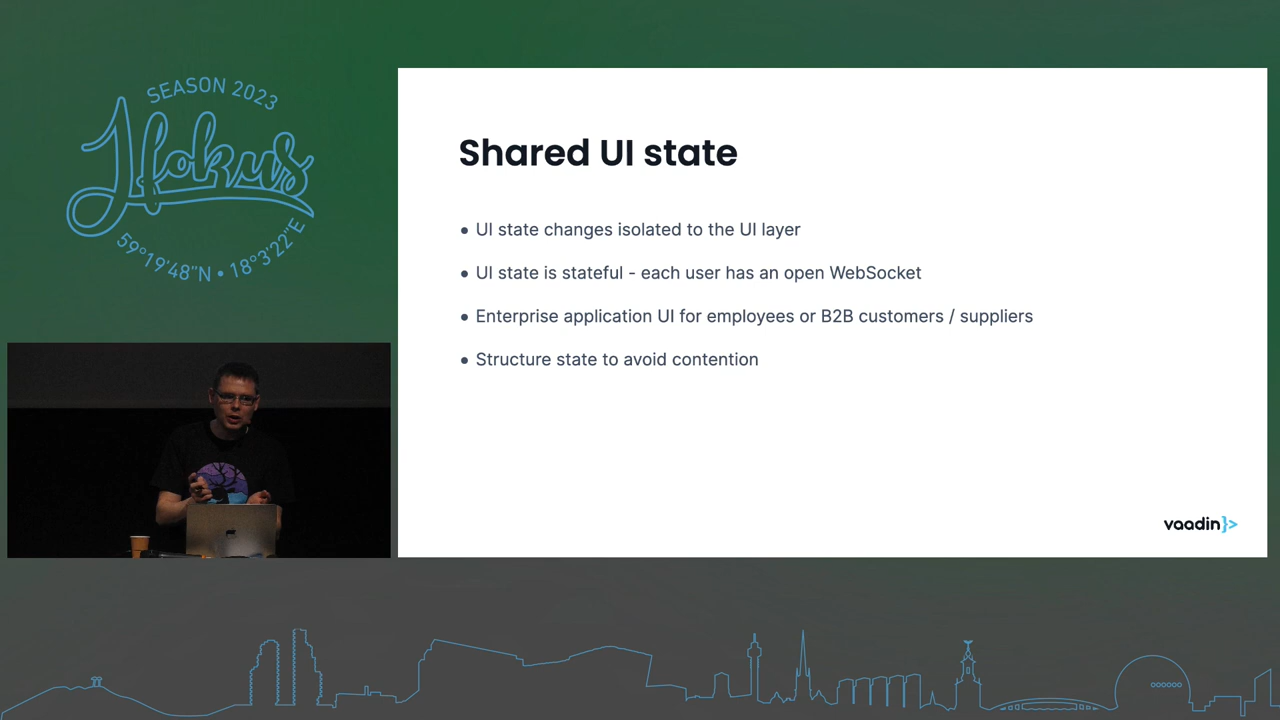 SEASON 2023
Jfokus
59°19'48"N • 18°3'22"E
Shared UI state
• UI state changes isolated to the UI layer
• UI state is stateful - each user has an open WebSocket
• Enterprise application UI for employees or B2B customers / suppliers
• Structure state to avoid contention
vaadin}>